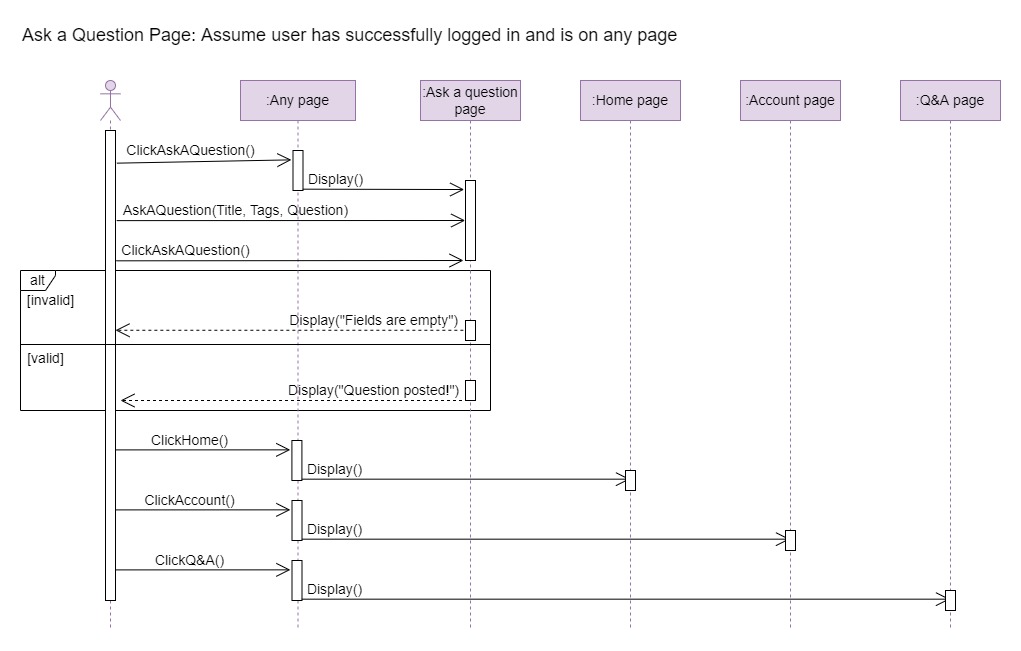 Ask a Question Page: Assume user has successfully logged in and is on any page
:Any page
:Ask a question
page
:Home page
:Account page
:Q&A page
ClickAskAQuestion()
Display()
AskAQuestion(Title, Tags, Question)
ClickAskAQuestion()
alt
[invalid]
Display("Fields are empty")
[valid]
Display("Question posted!")
ClickHome()
Display()
ClickAccount()
Display()
ClickQ&A()
Display()